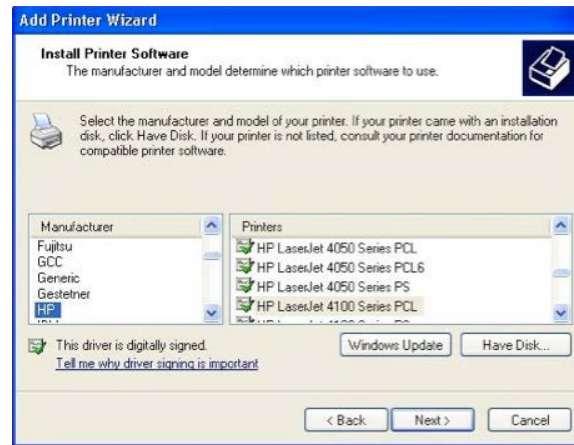 Add Printer Wizard
Install Printer Software
The manufacturer and model determine which printer software to use.
Select the manufacturer and model of your printer. If your printer came with an installation
disk, click Have Disk. If your printer is not listed, consult your printer documentation for
compatible printer software.
Manufacturer
Fujitsu
GCC
Generic
Gestetner
HP
Printers
HP LaserJet 4050 Series PCL
HP LaserJet 4050 Series PCL6
HP LaserJet 4050 Series PS
HP LaserJet 4100 Series PCL
This driver is digitally signed.
Tell me why driver signing is important
Windows Update
Have Disk...
< Back
Next >
Cancel